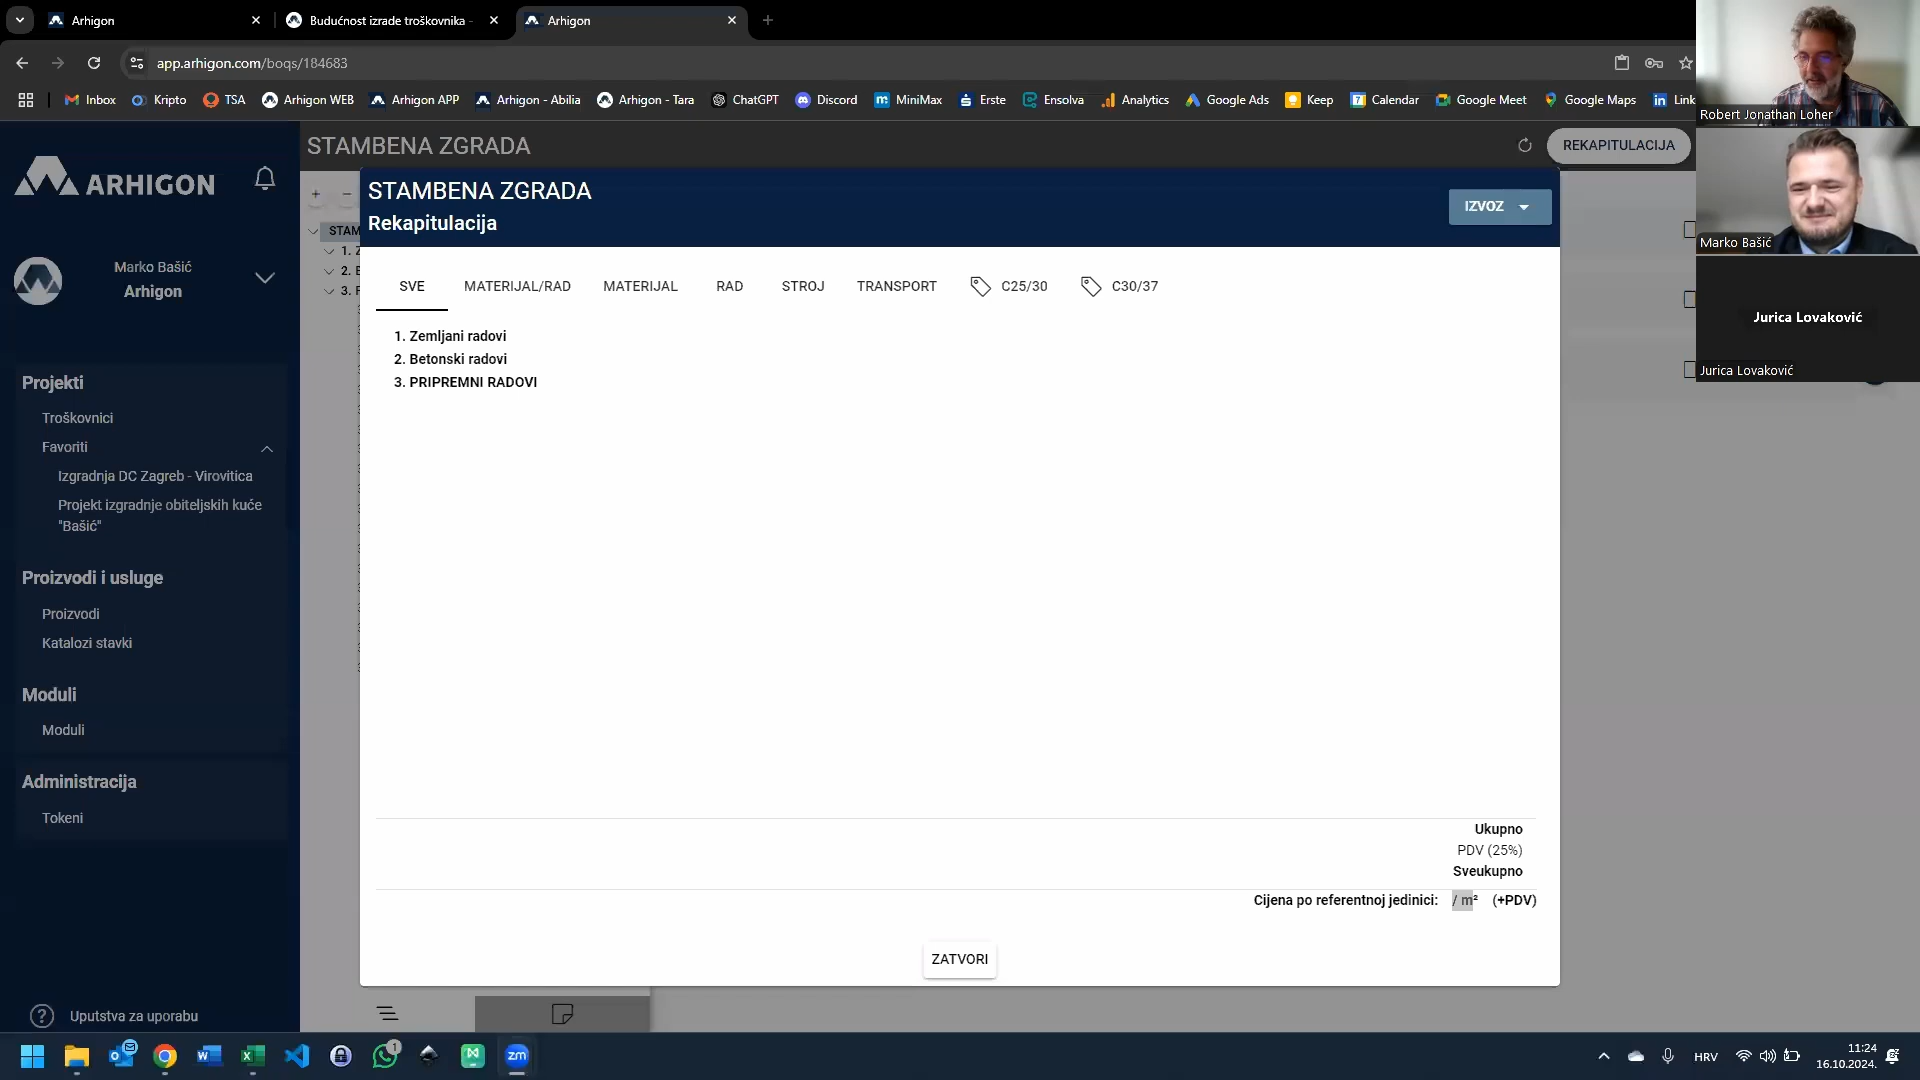 Arhigon
Budućnost izrade troškovnika -
Arhigon
app.arhigon.com/boqs/184683
Inbox
Kripto
TSA
Arhigon WEB
Arhigon APP
Arhigon - Abilia
Arhigon - Tara
ChatGPT
Discord
MiniMax
Erste
Ensolva
Analytics
Google Ads
Keep
Calendar
Google Meet
Google Maps
Link
Robert Jonathan Loher
Marko Bašić
Jurica Lovaković
Jurica Lovaković
ARHIGON
Marko Bašić
Arhigon
Projekti
Troškovnici
Favoriti
Izgradnja DC Zagreb - Virovitica
Projekt izgradnje obiteljskih kuće
"Bašić"
Proizvodi i usluge
Proizvodi
Katalozi stavki
Moduli
Moduli
Administracija
Tokeni
Uputstva za uporabu
STAMBENA ZGRADA
REKAPITULACIJA
+ −
STAM
1. Z
2. B
3. F
STAMBENA ZGRADA
Rekapitulacija
IZVOZ
SVE
MATERIJAL/RAD
MATERIJAL
RAD
STROJ
TRANSPORT
C25/30
C30/37
1. Zemljani radovi
2. Betonski radovi
3. PRIPREMNI RADOVI
Ukupno
PDV (25%)
Sveukupno
Cijena po referentnoj jedinici: / m² (+PDV)
ZATVORI
1
zm
HRV
11:24
16.10.2024.